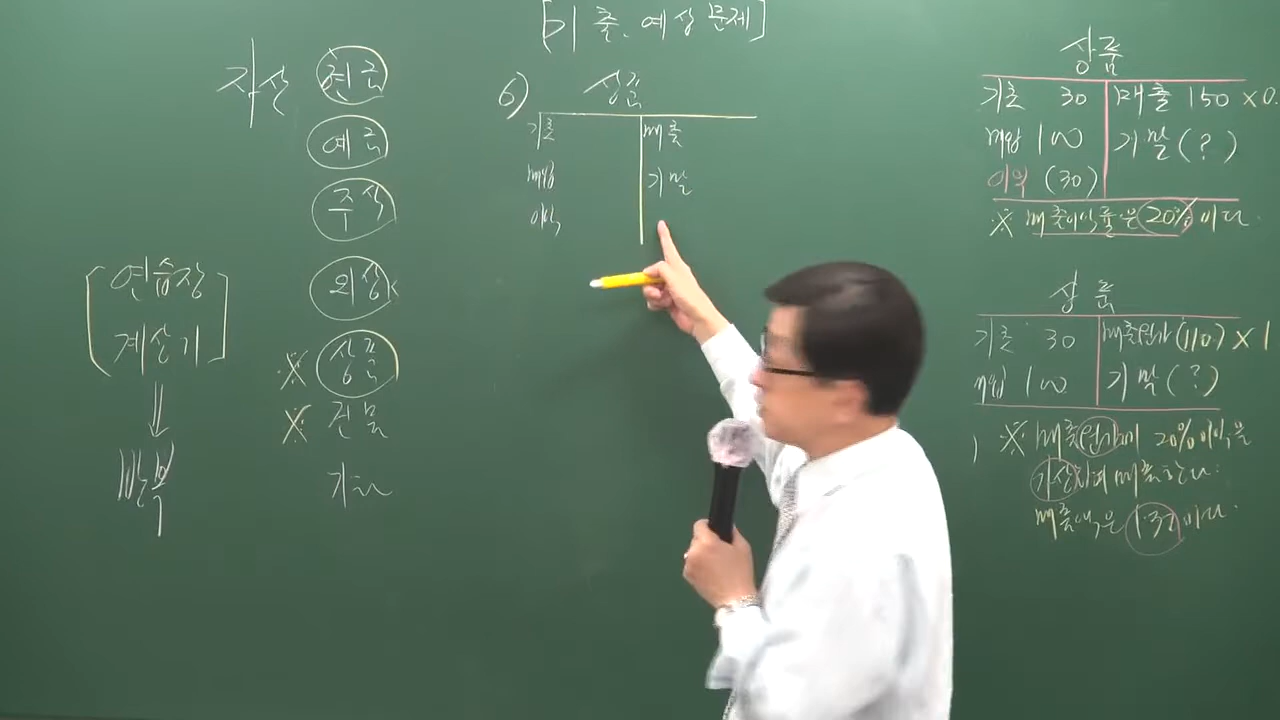 [기출. 예상문제]
자산 현금
예금
주식
외상
※ 상품
※ 건물
기타
[연습장
계산기]
반복
6) 상품
기초 매출
매입 기말
이익
상품
기초 30 매출 150 × 0.
매입 100 기말 (?)
이익 (30)
※ 매출이익률은 20%이다
상품
기초 30 매출원가 (110) × 1
매입 100 기말 (?)
※ 매출원가에 20% 이익을
가산하여 매출한다.
매출액은 132이다.